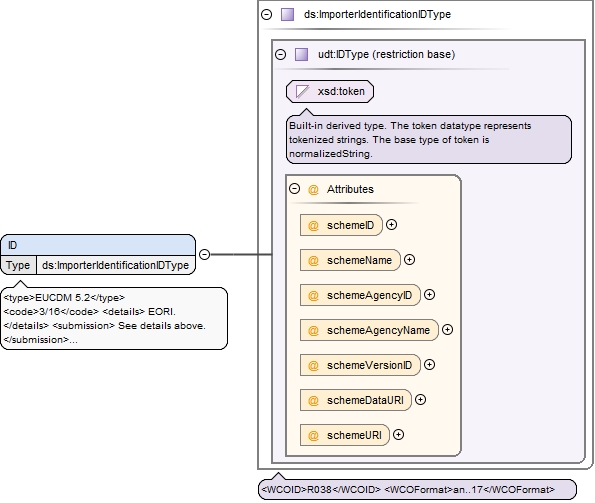 ds:ImporterIdentificationIDType
udt:IDType (restriction base)
xsd:token
Built-in derived type. The token datatype represents
tokenized strings. The base type of token is
normalizedString.
@ Attributes
@ schemeID
@ schemeName
@ schemeAgencyID
@ schemeAgencyName
@ schemeVersionID
@ schemeDataURI
@ schemeURI
ID
Type ds:ImporterIdentificationIDType
<type>EUCDM 5.2</type>
<code>3/16</code> <details> EORI.
</details> <submission> See details above.
</submission>...
<WCOID>R038</WCOID> <WCOFormat>an..17</WCOFormat>